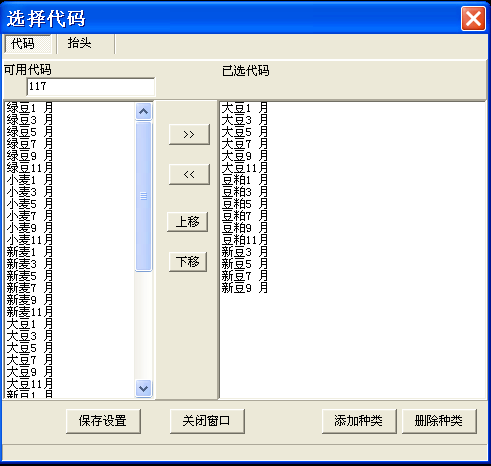 选择代码
代码 抬头
可用代码 已选代码
117
绿豆1 月
绿豆3 月
绿豆5 月
绿豆7 月
绿豆9 月
绿豆11月
小麦1 月
小麦3 月
小麦5 月
小麦7 月
小麦9 月
小麦11月
新麦1 月
新麦3 月
新麦5 月
新麦7 月
新麦9 月
新麦11月
大豆1 月
大豆3 月
大豆5 月
大豆7 月
大豆9 月
大豆11月
新豆1 月
>>
<<
上移
下移
大豆1 月
大豆3 月
大豆5 月
大豆7 月
大豆9 月
大豆11月
豆粕1 月
豆粕3 月
豆粕5 月
豆粕7 月
豆粕9 月
豆粕11月
新豆3 月
新豆5 月
新豆7 月
新豆9 月
保存设置 关闭窗口 添加种类 删除种类